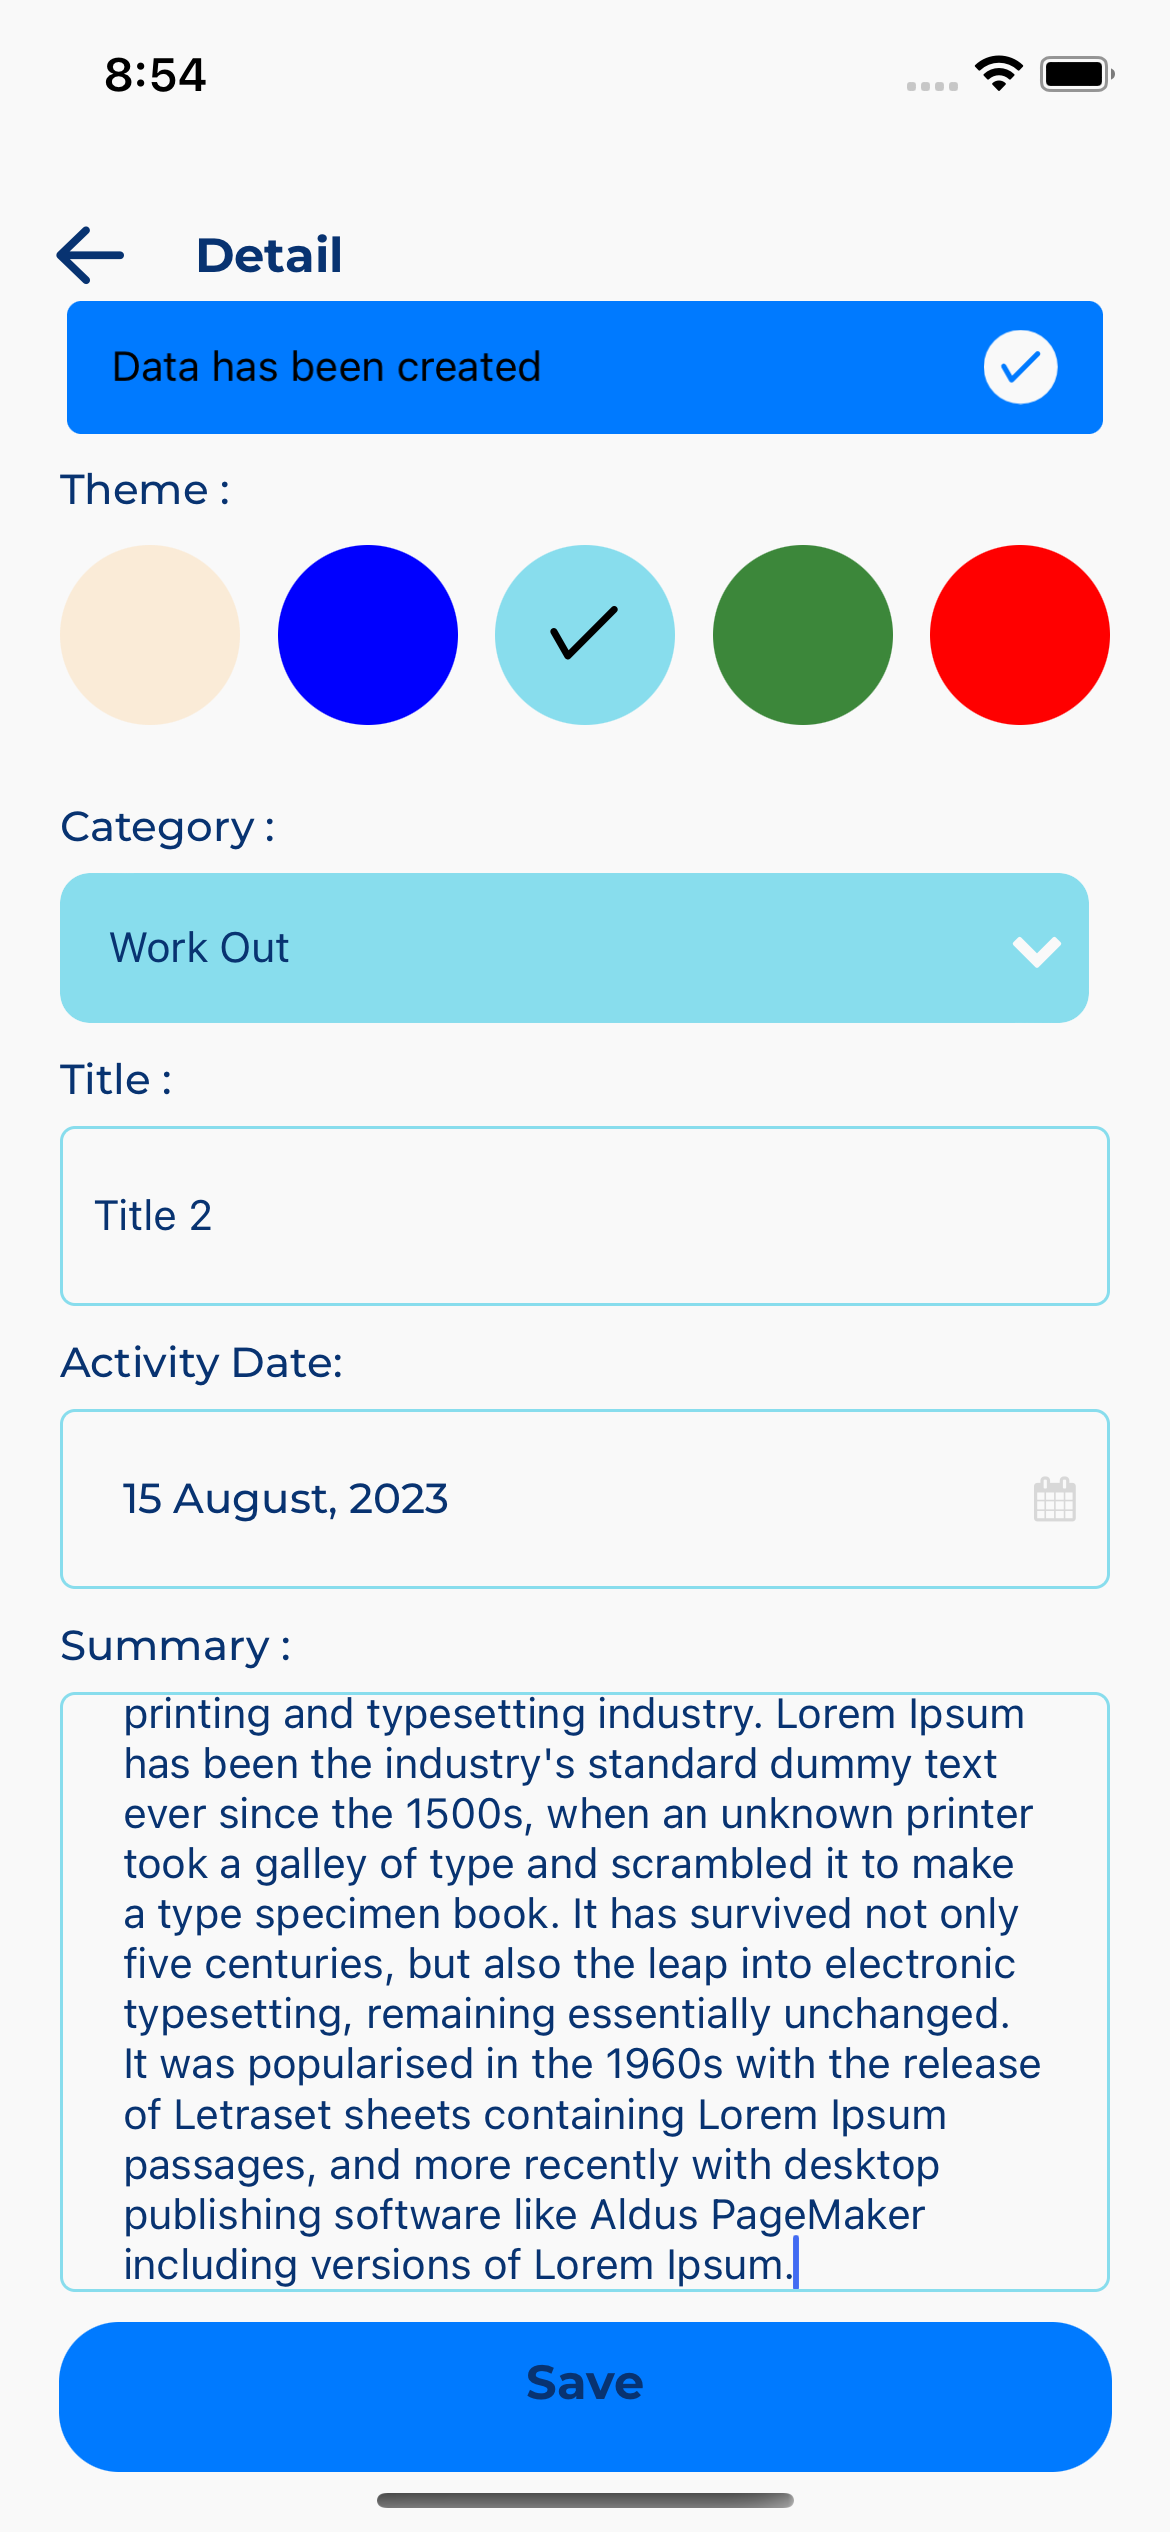 8:54
Detail
Data has been created
Theme :
Category :
Work Out
Title :
Title 2
Activity Date:
15 August, 2023
Summary :
printing and typesetting industry. Lorem Ipsum
has been the industry's standard dummy text
ever since the 1500s, when an unknown printer
took a galley of type and scrambled it to make
a type specimen book. It has survived not only
five centuries, but also the leap into electronic
typesetting, remaining essentially unchanged.
It was popularised in the 1960s with the release
of Letraset sheets containing Lorem Ipsum
passages, and more recently with desktop
publishing software like Aldus PageMaker
including versions of Lorem Ipsum.
Save